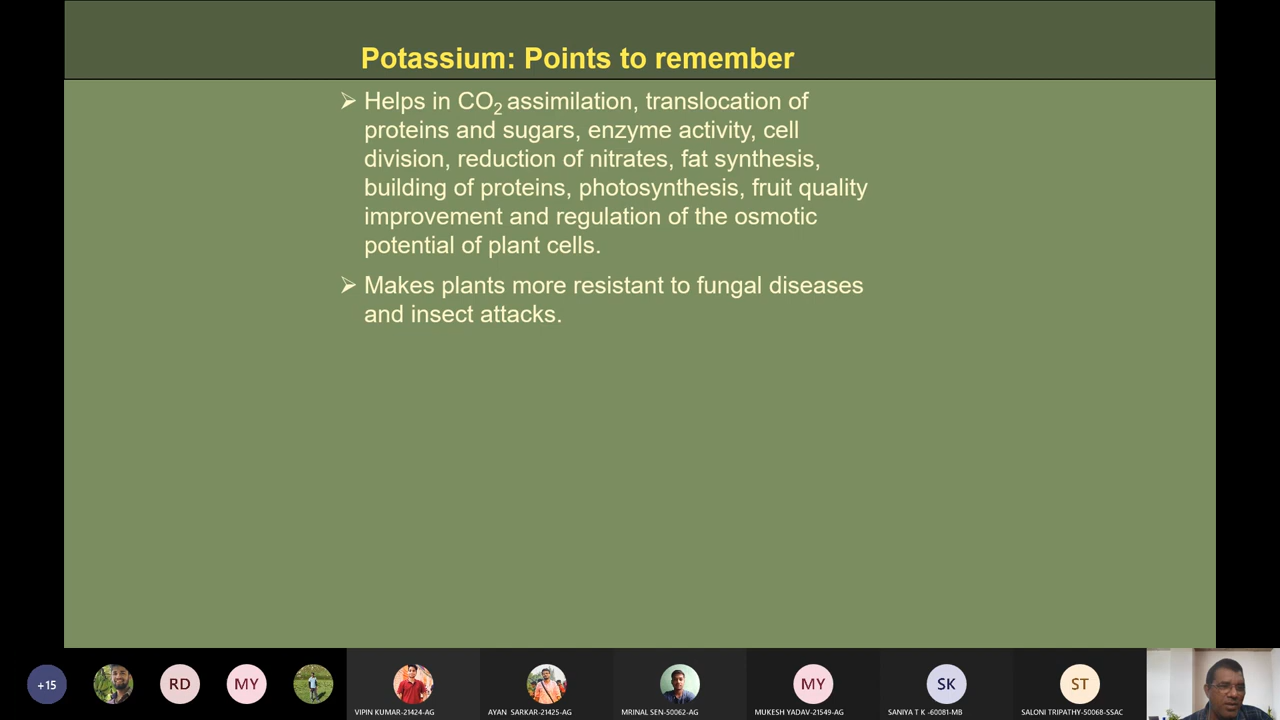 Potassium: Points to remember
➢ Helps in CO2 assimilation, translocation of
proteins and sugars, enzyme activity, cell
division, reduction of nitrates, fat synthesis,
building of proteins, photosynthesis, fruit quality
improvement and regulation of the osmotic
potential of plant cells.
➢ Makes plants more resistant to fungal diseases
and insect attacks.
+15
RD
MY
MY
SK
ST
VIPIN KUMAR-21424-AG
AYAN SARKAR-21425-AG
MRINAL SEN-50062-AG
MUKESH YADAV-21549-AG
SANIYA T K -60081-MB
SALONI TRIPATHY-50068-SSAC